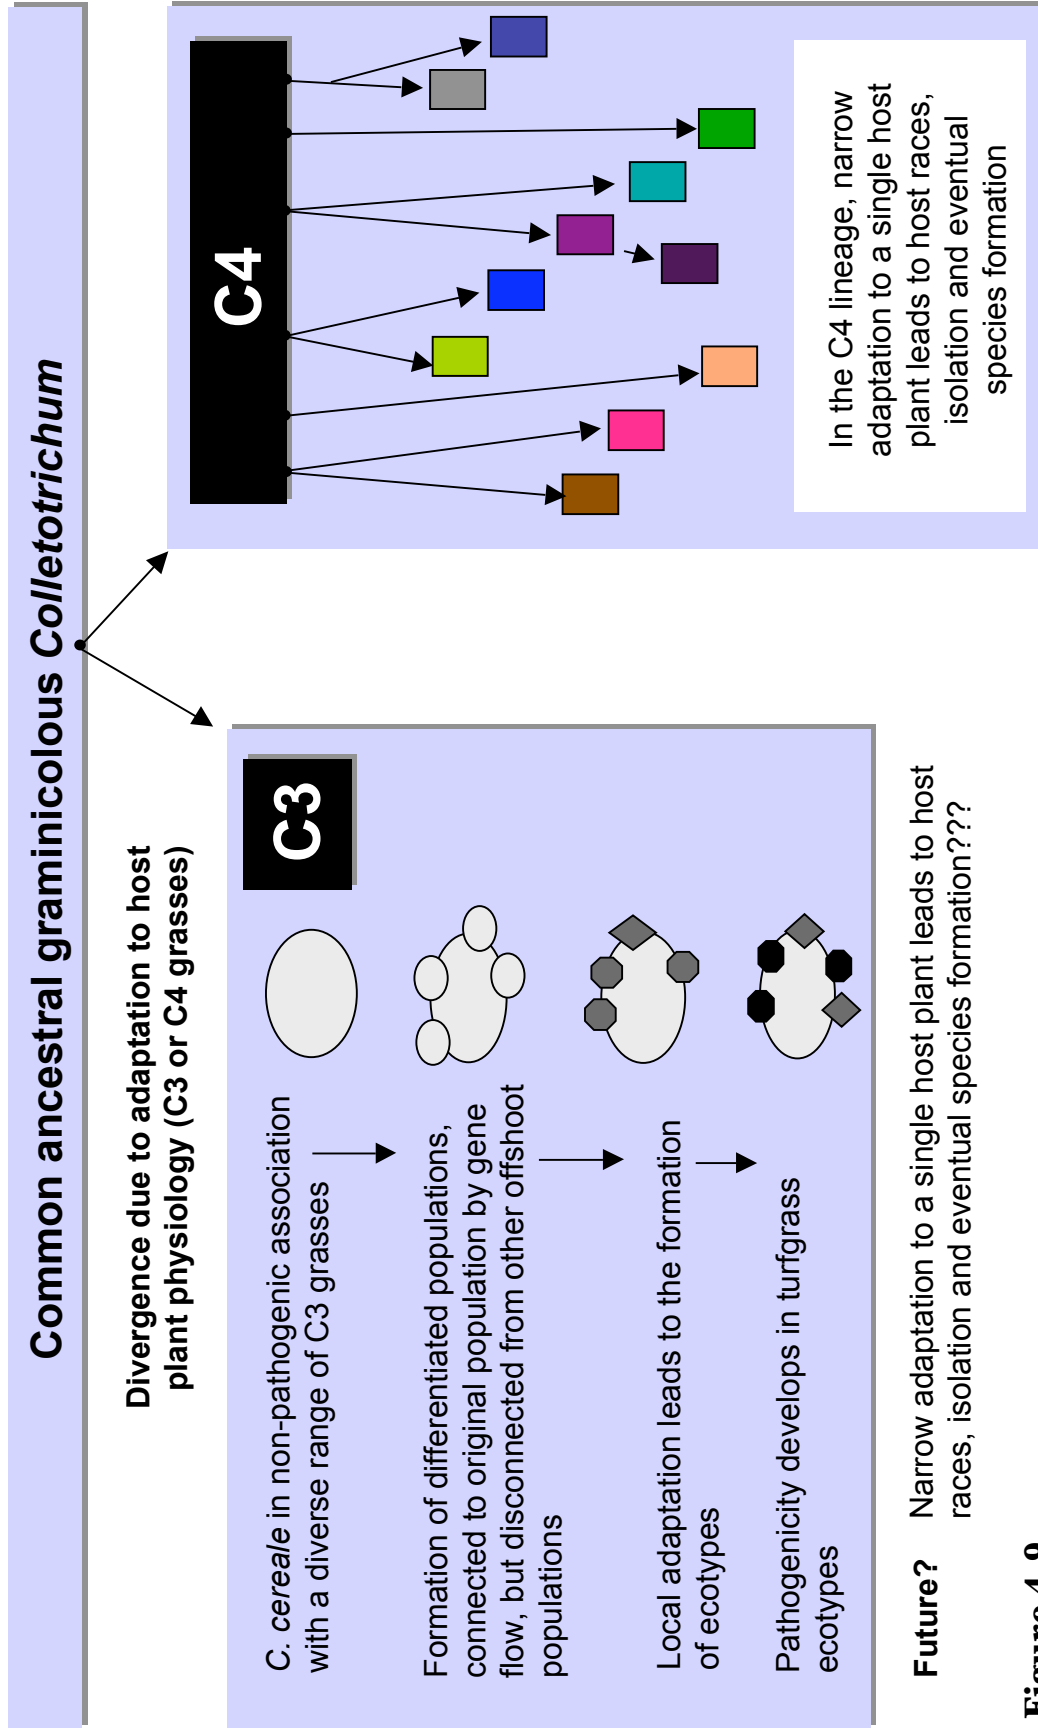 Common ancestral graminicolous Colletotrichum
Divergence due to adaptation to host
plant physiology (C3 or C4 grasses)
C3
C. cereale in non-pathogenic association
with a diverse range of C3 grasses
Formation of differentiated populations,
connected to original population by gene
flow, but disconnected from other offshoot
populations
Local adaptation leads to the formation
of ecotypes
Pathogenicity develops in turfgrass
ecotypes
Future? Narrow adaptation to a single host plant leads to host
races, isolation and eventual species formation???
C4
In the C4 lineage, narrow
adaptation to a single host
plant leads to host races,
isolation and eventual
species formation
Figure 4.9